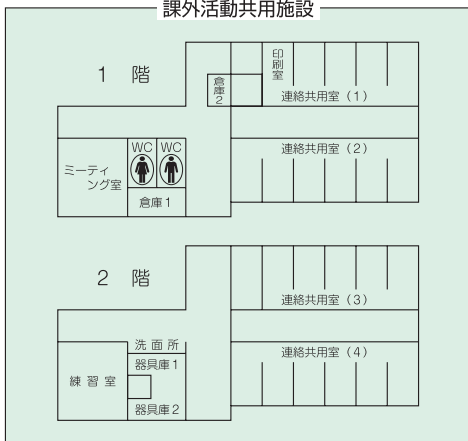 課外活動共用施設
1 階
印刷室
倉庫2
連絡共用室(1)
連絡共用室(2)
WC
WC
ミーティ
ング室
倉庫1
2 階
連絡共用室(3)
洗面所
連絡共用室(4)
器具庫1
練習室
器具庫2